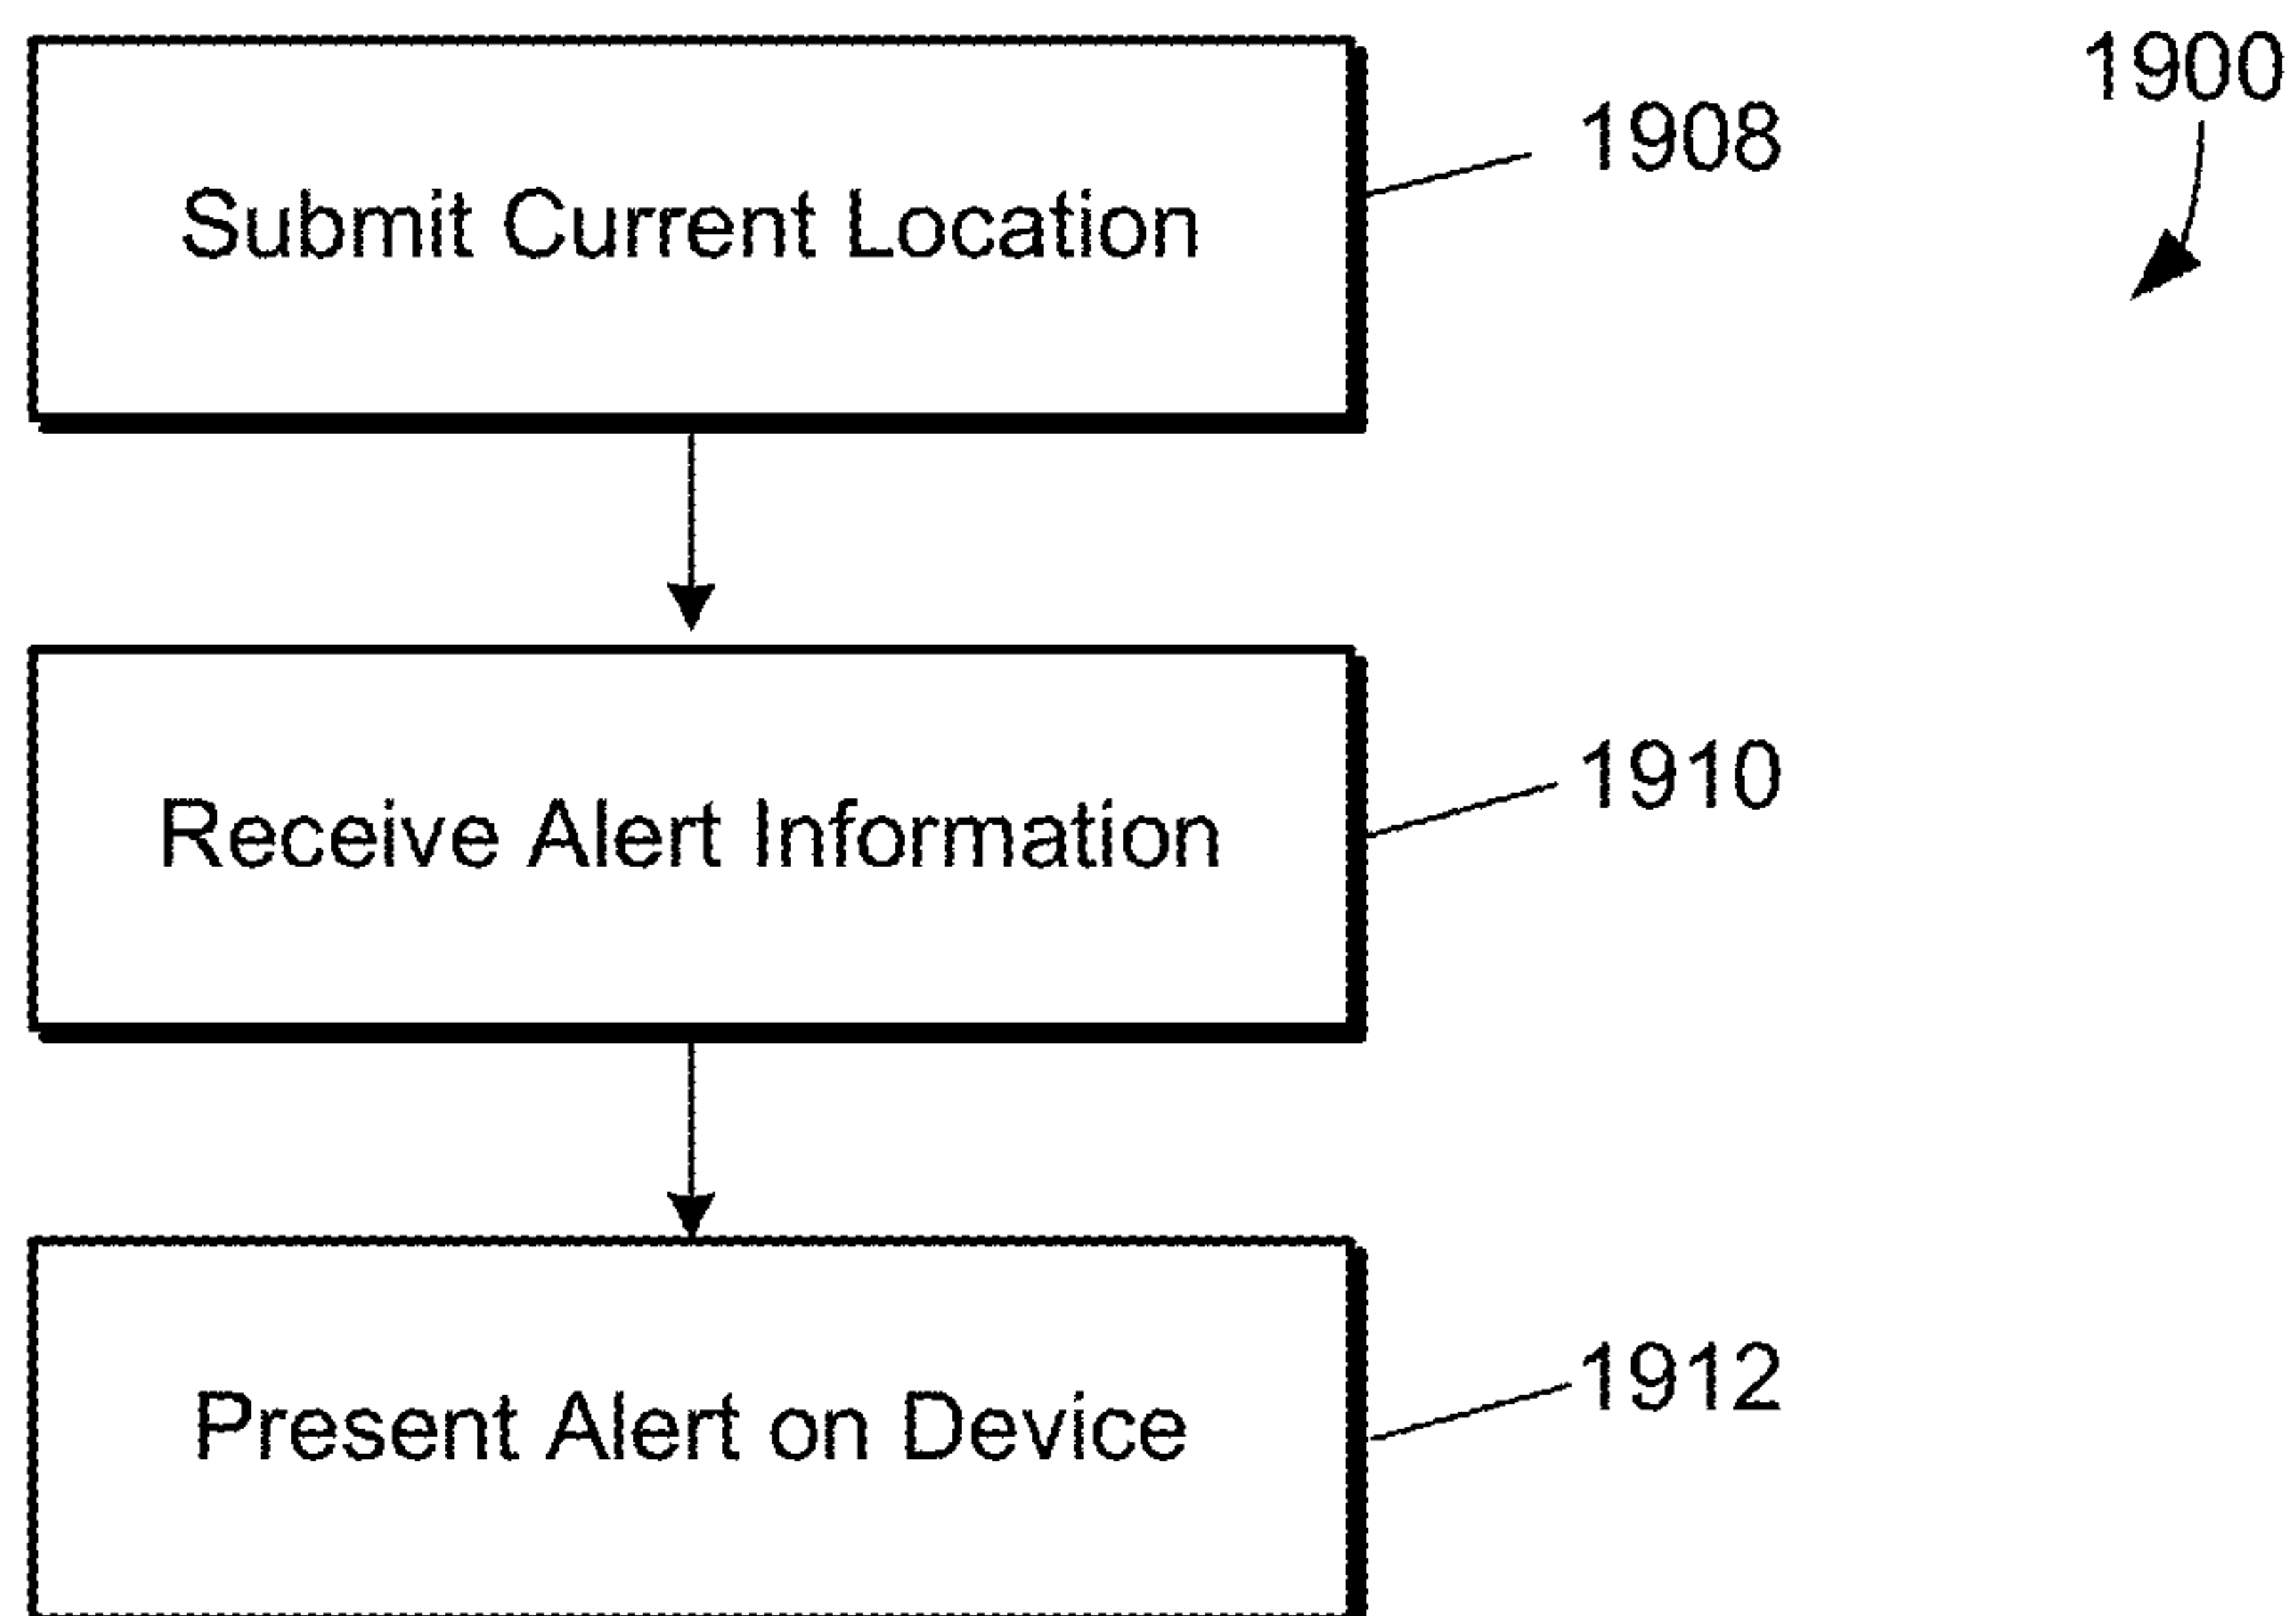 1900
Submit Current Location
1908
Receive Alert Information
1910
Present Alert on Device
1912